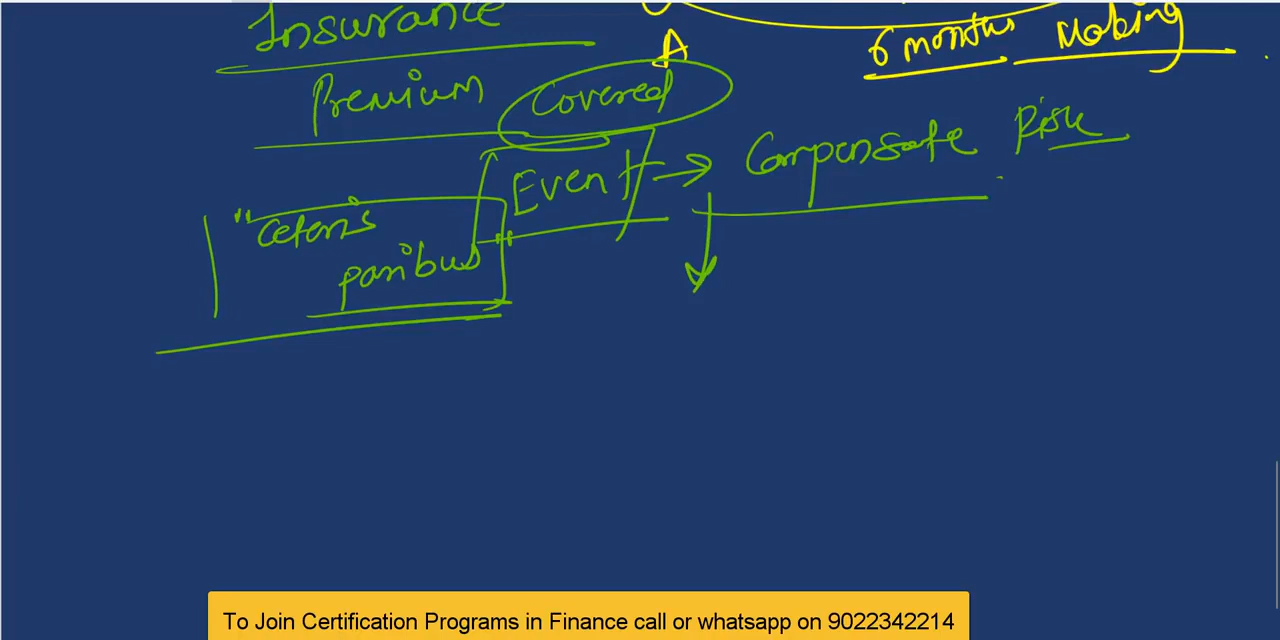 Insurance
A
6 months Making
Premium Covered
Event → Compensate Risk
"Ceteris
paribus
To Join Certification Programs in Finance call or whatsapp on 9022342214